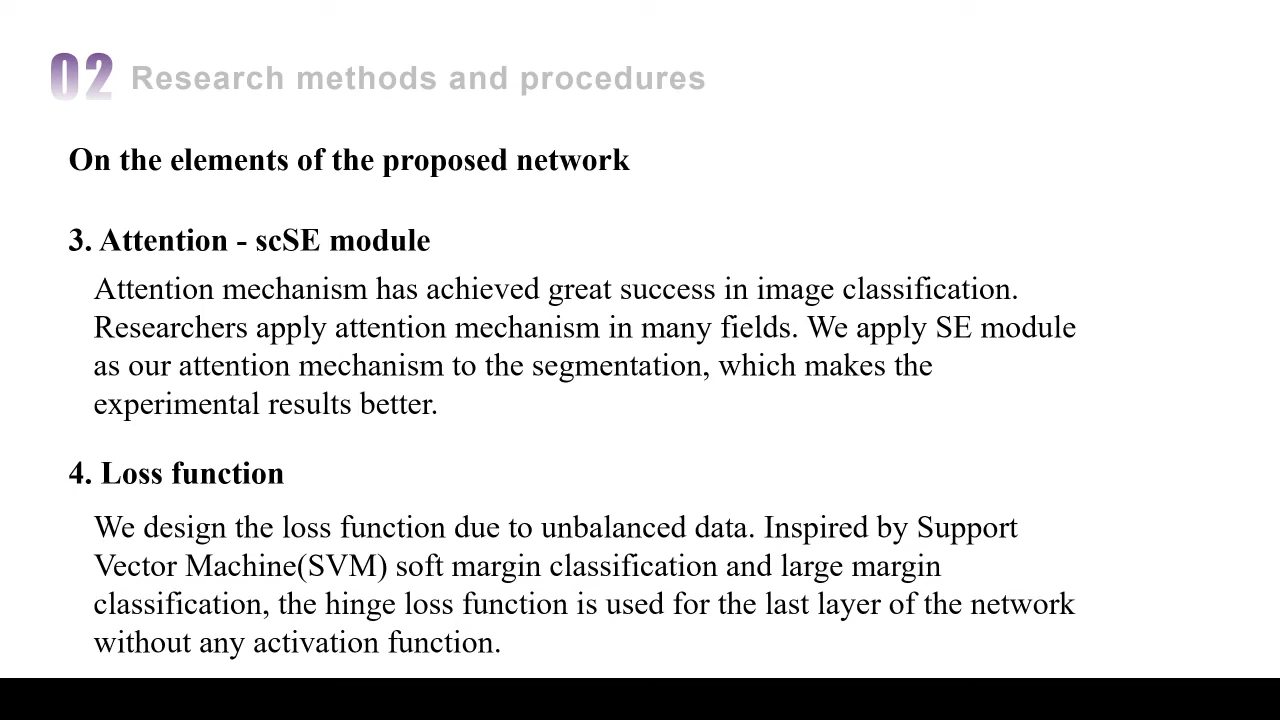 02 Research methods and procedures
On the elements of the proposed network
3. Attention - scSE module
Attention mechanism has achieved great success in image classification.
Researchers apply attention mechanism in many fields. We apply SE module
as our attention mechanism to the segmentation, which makes the
experimental results better.
4. Loss function
We design the loss function due to unbalanced data. Inspired by Support
Vector Machine(SVM) soft margin classification and large margin
classification, the hinge loss function is used for the last layer of the network
without any activation function.